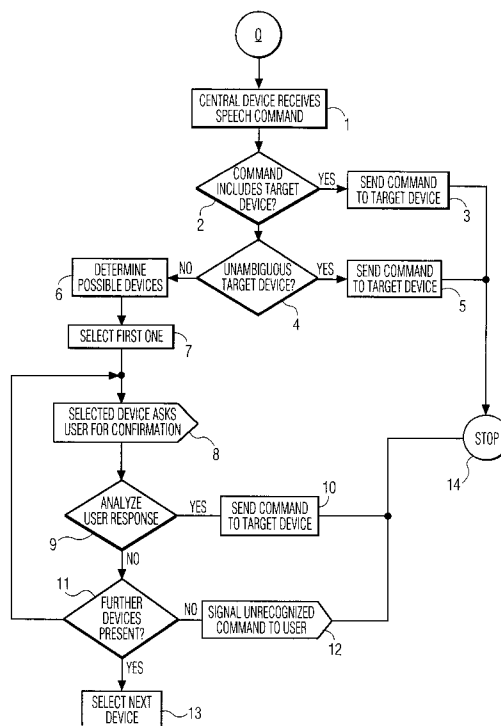 0
CENTRAL DEVICE RECEIVES
SPEECH COMMAND
1
COMMAND
INCLUDES TARGET
DEVICE?
2
YES
SEND COMMAND
TO TARGET DEVICE
3
UNAMBIGUOUS
TARGET DEVICE?
4
YES
SEND COMMAND
TO TARGET DEVICE
5
NO
DETERMINE
POSSIBLE DEVICES
6
SELECT FIRST ONE
7
SELECTED DEVICE ASKS
USER FOR CONFIRMATION
8
STOP
14
ANALYZE
USER RESPONSE
9
YES
SEND COMMAND
TO TARGET DEVICE
10
NO
11
FURTHER
DEVICES
PRESENT?
NO
SIGNAL UNRECOGNIZED
COMMAND TO USER
12
YES
SELECT NEXT
DEVICE
13